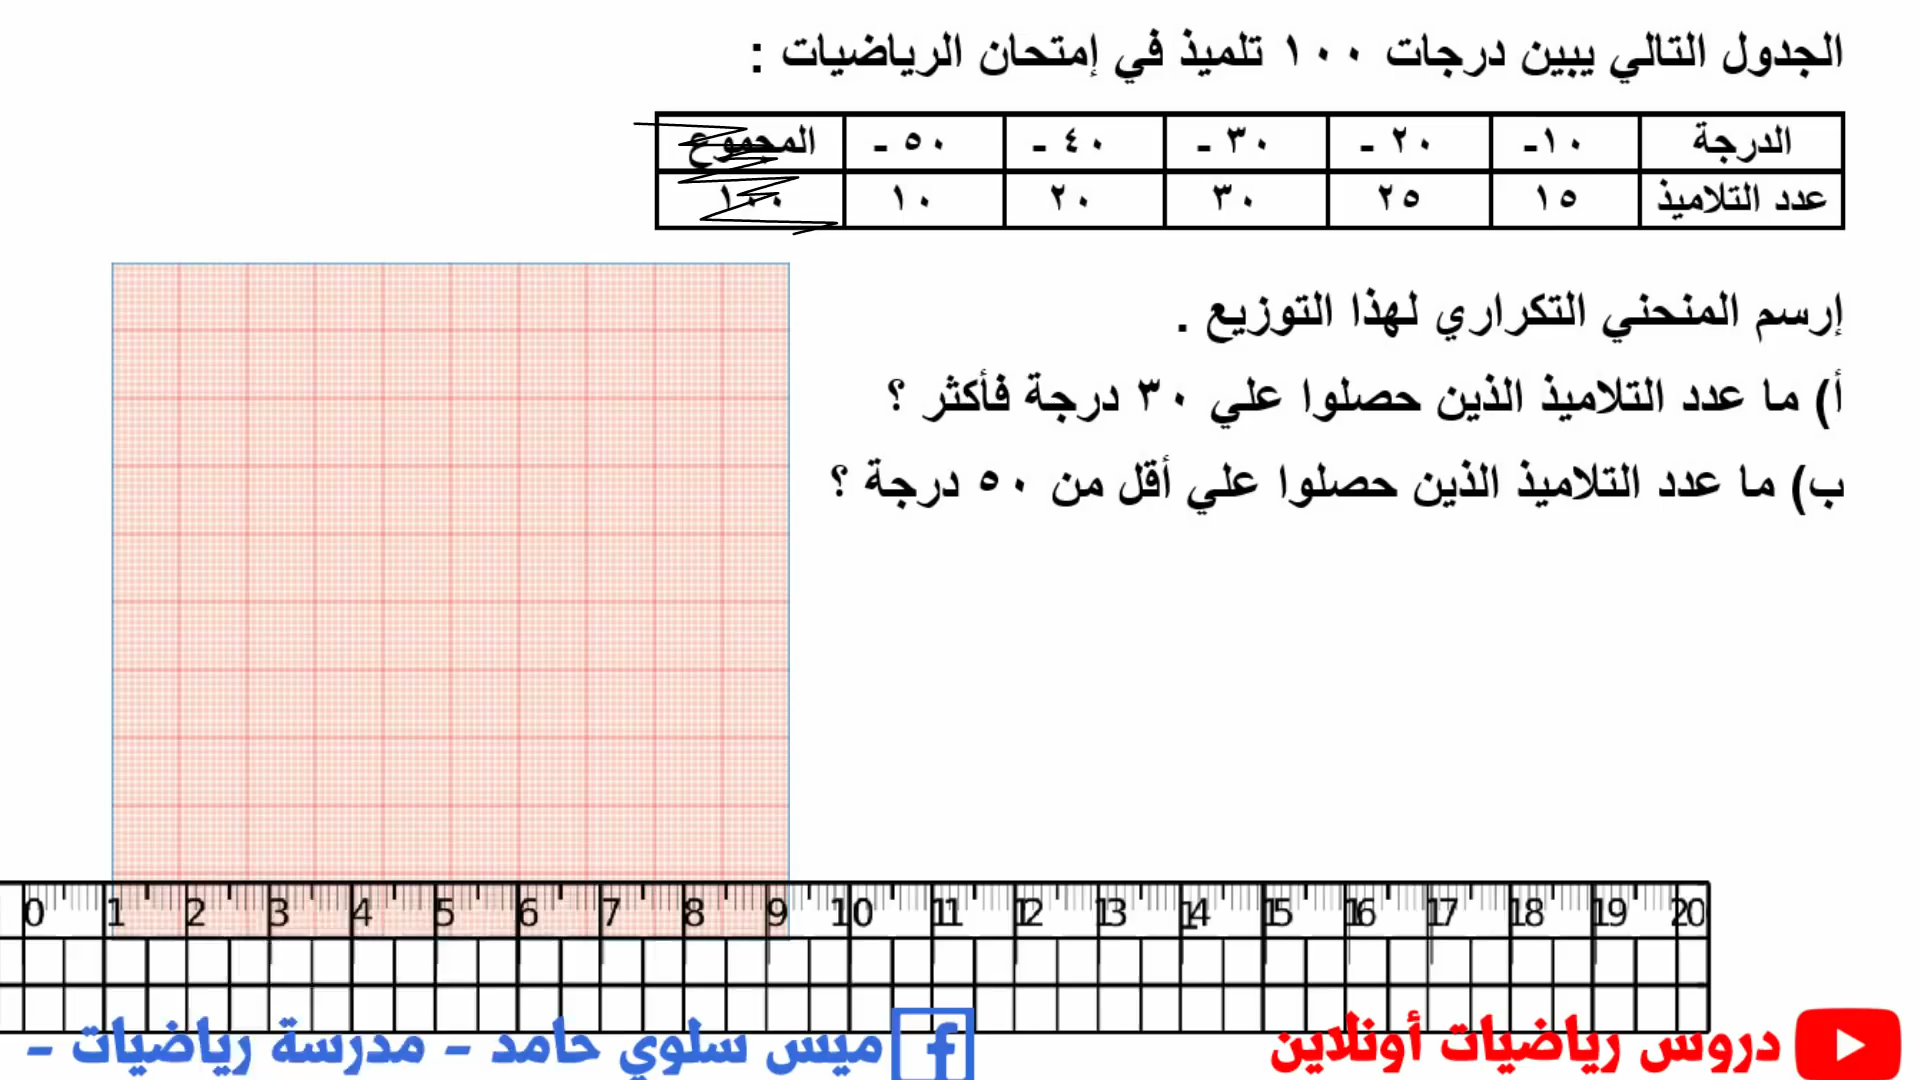 الجدول التالي يبين درجات ١٠٠ تلميذ في إمتحان الرياضيات :
الدرجة ١٠- ٢٠ - ٣٠ - ٤٠ - ٥٠ - المجموع
عدد التلاميذ ١٥ ٢٥ ٣٠ ٢٠ ١٠ ١٠٠
إرسم المنحني التكراري لهذا التوزيع .
أ) ما عدد التلاميذ الذين حصلوا علي ٣٠ درجة فأكثر ؟
ب) ما عدد التلاميذ الذين حصلوا علي أقل من ٥٠ درجة ؟
0 1 2 3 4 5 6 7 8 9 10 11 12 13 14 15 16 17 18 19 20
دروس رياضيات أونلاين
ميس سلوي حامد - مدرسة رياضيات -